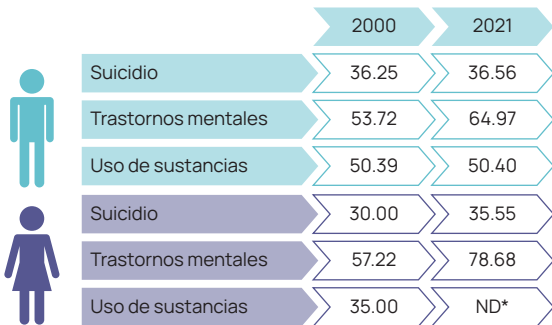 2000 2021
Suicidio 36.25 36.56
Trastornos mentales 53.72 64.97
Uso de sustancias 50.39 50.40
Suicidio 30.00 35.55
Trastornos mentales 57.22 78.68
Uso de sustancias 35.00 ND*